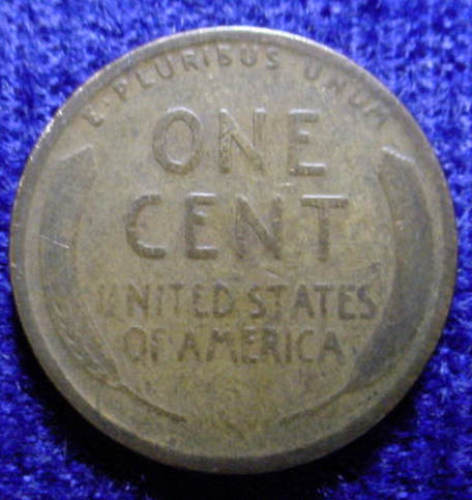 E·PLURIBUS UNUM
ONE
CENT
UNITED STATES
OF AMERICA